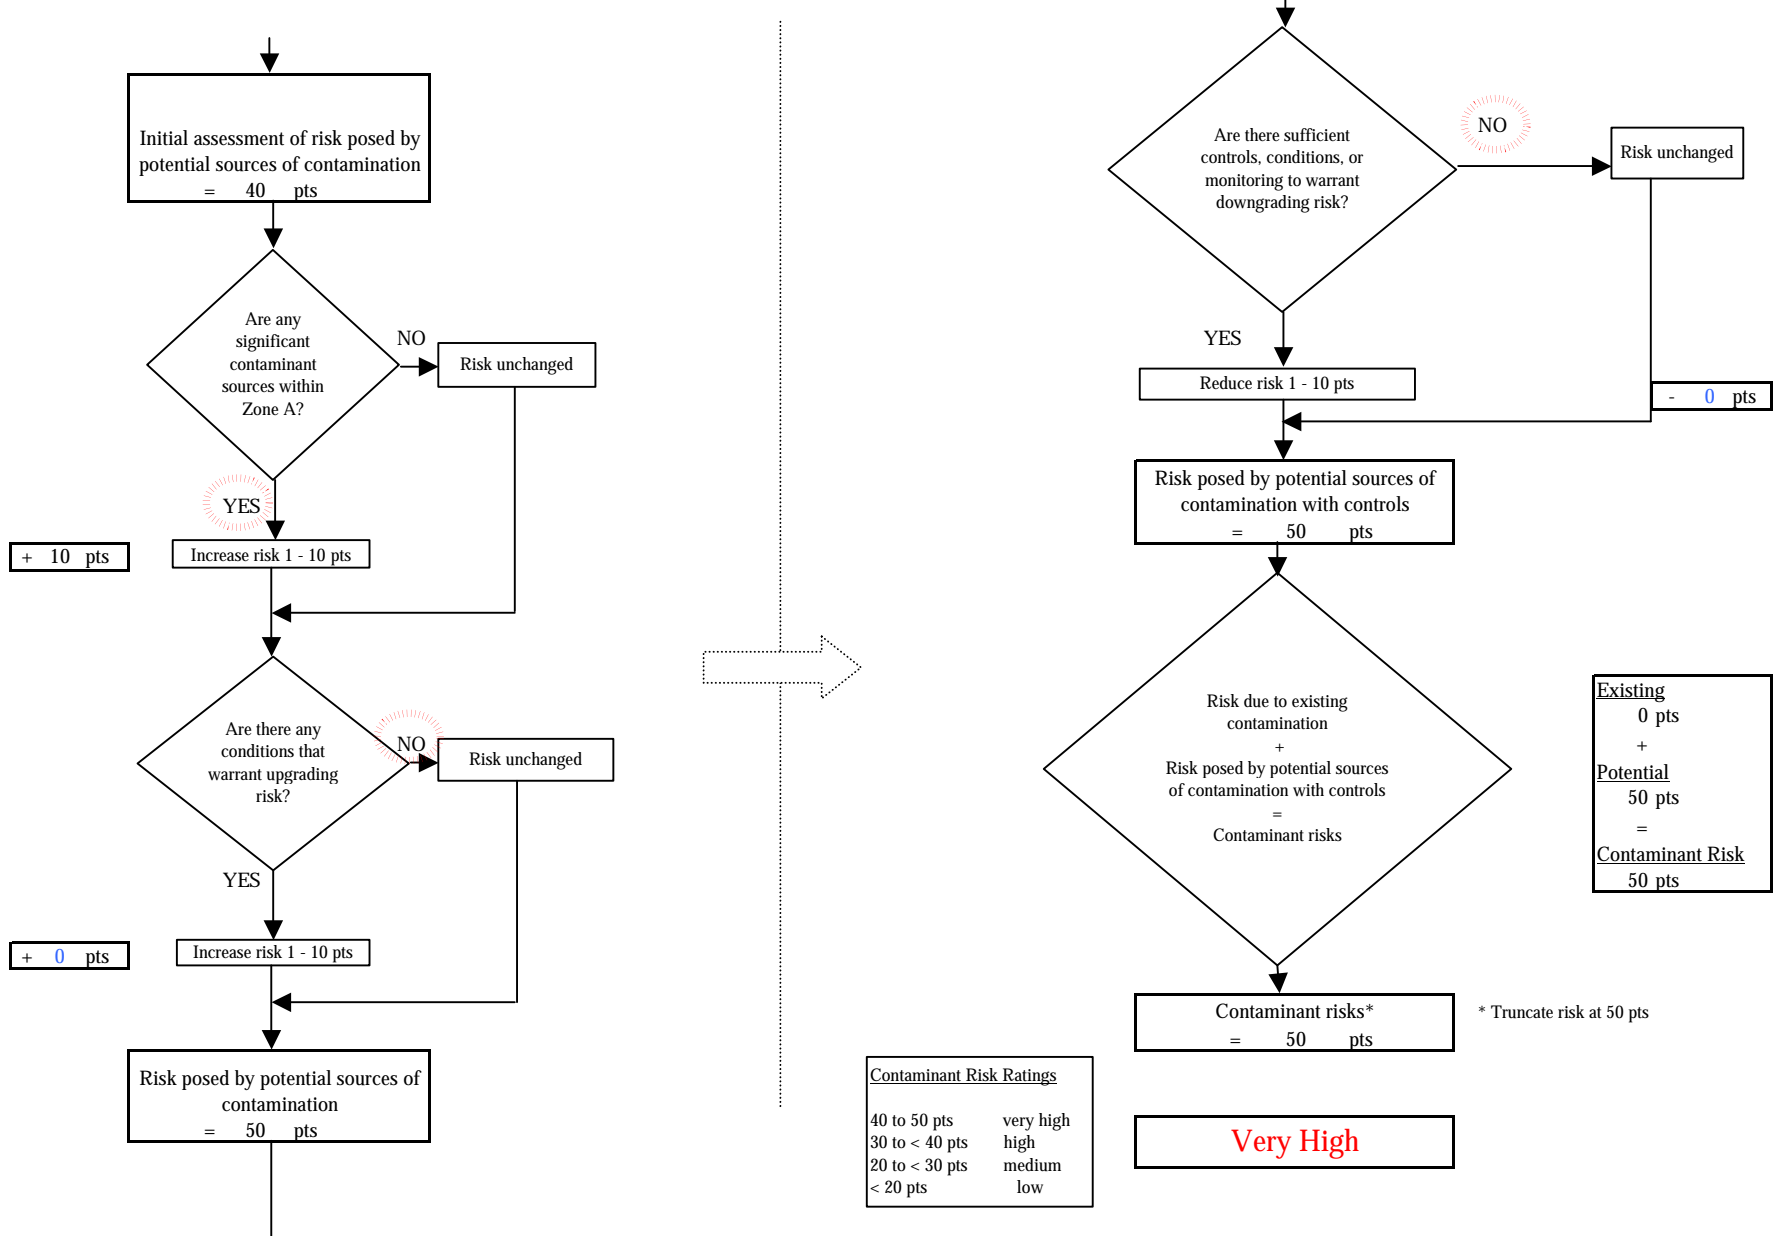 Initial assessment of risk posed by
potential sources of contamination
= 40 pts
Are any
significant
contaminant
sources within
Zone A?
NO
Risk unchanged
YES
+ 10 pts
Increase risk 1 - 10 pts
Are there any
conditions that
warrant upgrading
risk?
NO
Risk unchanged
YES
+ 0 pts
Increase risk 1 - 10 pts
Risk posed by potential sources of
contamination
= 50 pts
Are there sufficient
controls, conditions, or
monitoring to warrant
downgrading risk?
NO
Risk unchanged
YES
Reduce risk 1 - 10 pts
- 0 pts
Risk posed by potential sources of
contamination with controls
= 50 pts
Risk due to existing
contamination
+
Risk posed by potential sources
of contamination with controls
=
Contaminant risks
Existing
0 pts
+
Potential
50 pts
=
Contaminant Risk
50 pts
Contaminant risks*
= 50 pts
* Truncate risk at 50 pts
Contaminant Risk Ratings
40 to 50 pts very high
30 to < 40 pts high
20 to < 30 pts medium
< 20 pts low
Very High